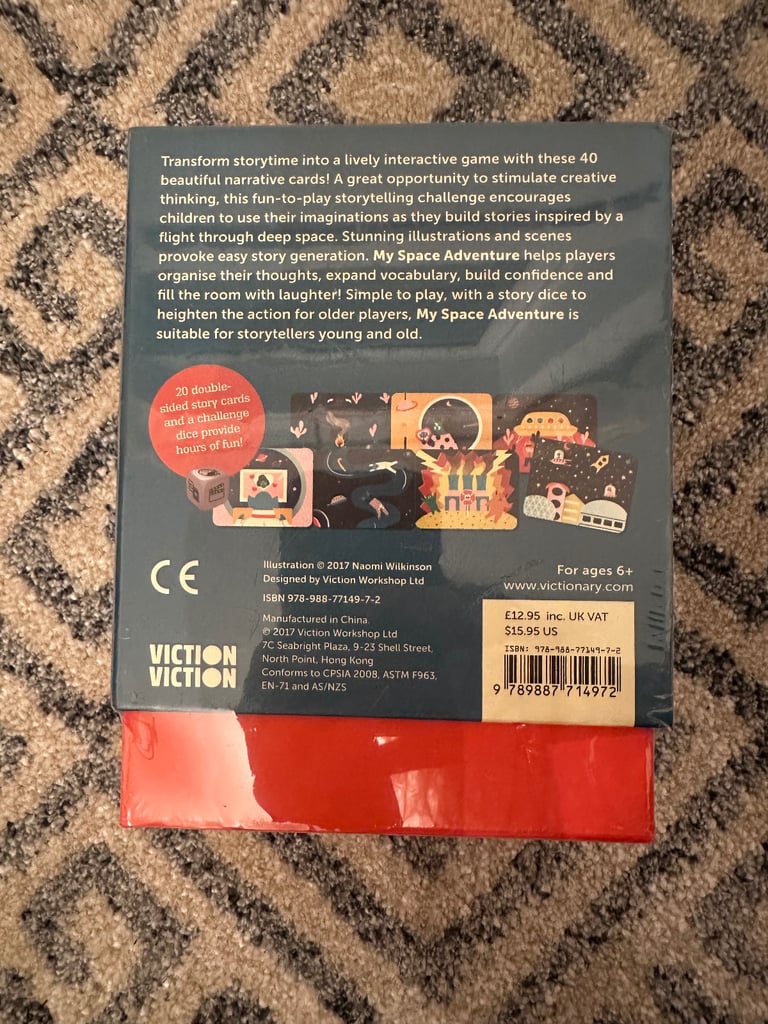 Transform storytime into a lively interactive game with these 40
beautiful narrative cards! A great opportunity to stimulate creative
thinking, this fun-to-play storytelling challenge encourages
children to use their imaginations as they build stories inspired by a
flight through deep space. Stunning illustrations and scenes
provoke easy story generation. My Space Adventure helps players
organise their thoughts, expand vocabulary, build confidence and
fill the room with laughter! Simple to play, with a story dice to
heighten the action for older players, My Space Adventure is
suitable for storytellers young and old.
20 double-
sided story cards
and a challenge
dice provide
hours of fun!
CE
Illustration © 2017 Naomi Wilkinson
Designed by Viction Workshop Ltd
ISBN 978-988-77149-7-2
Manufactured in China
© 2017 Viction Workshop Ltd
7C Seabright Plaza, 9-23 Shell Street,
North Point, Hong Kong
Conforms to CPSIA 2008, ASTM F963,
EN-71 and AS/NZS
VICTION
VICTION
For ages 6+
www.victionary.com
£12.95 inc. UK VAT
$15.95 US
ISBN: 978-988-77149-7-2
9 789887 714972